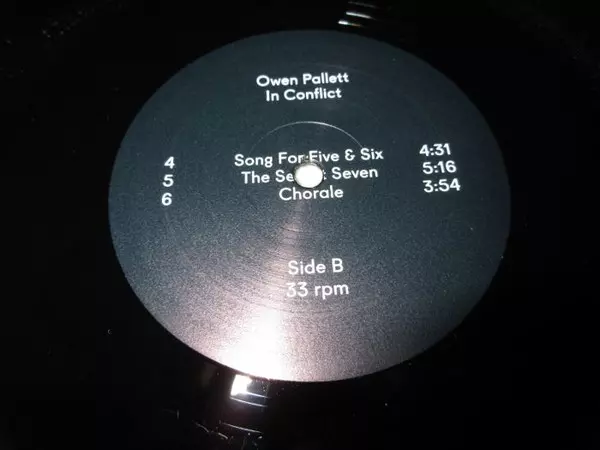 Owen Pallett
In Conflict
4 Song For Five & Six 4:31
5 The Seven 5:16
6 Chorale 3:54
Side B
33 rpm